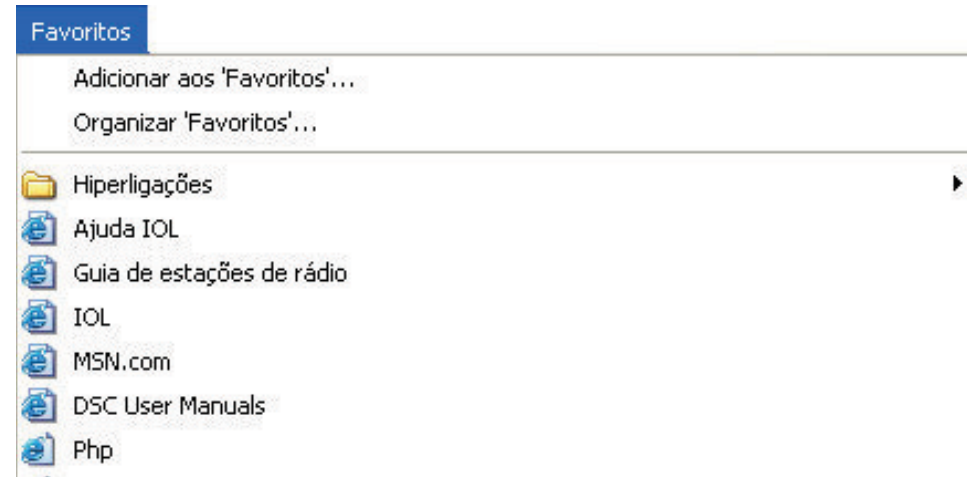 Favoritos
Adicionar aos 'Favoritos'...
Organizar 'Favoritos'...
Hiperligações
Ajuda IOL
Guia de estações de rádio
IOL
MSN.com
DSC User Manuals
Php